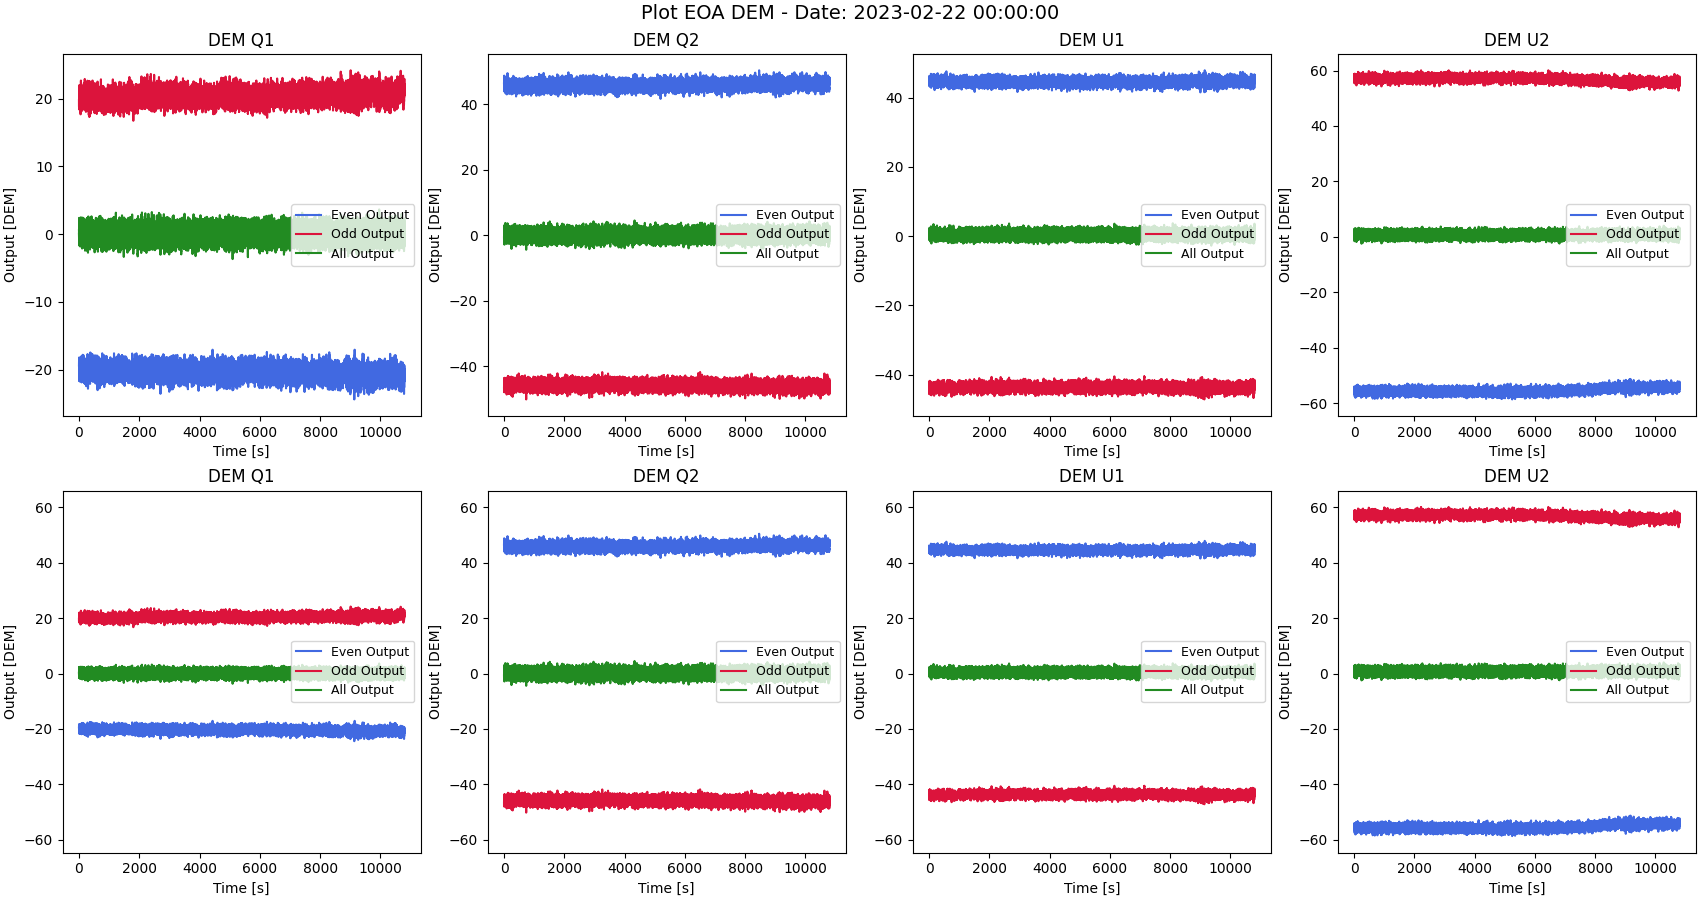 Plot EOA DEM - Date: 2023-02-22 00:00:00
DEM Q1
Output [DEM]
20
10
0
−10
−20
Even Output
Odd Output
All Output
0 2000 4000 6000 8000 10000
Time [s]
DEM Q2
Output [DEM]
40
20
0
−20
−40
Even Output
Odd Output
All Output
0 2000 4000 6000 8000 10000
Time [s]
DEM U1
Output [DEM]
40
20
0
−20
−40
Even Output
Odd Output
All Output
0 2000 4000 6000 8000 10000
Time [s]
DEM U2
Output [DEM]
60
40
20
0
−20
−40
−60
Even Output
Odd Output
All Output
0 2000 4000 6000 8000 10000
Time [s]
DEM Q1
Output [DEM]
60
40
20
0
−20
−40
−60
Even Output
Odd Output
All Output
0 2000 4000 6000 8000 10000
Time [s]
DEM Q2
Output [DEM]
60
40
20
0
−20
−40
−60
Even Output
Odd Output
All Output
0 2000 4000 6000 8000 10000
Time [s]
DEM U1
Output [DEM]
60
40
20
0
−20
−40
−60
Even Output
Odd Output
All Output
0 2000 4000 6000 8000 10000
Time [s]
DEM U2
Output [DEM]
60
40
20
0
−20
−40
−60
Even Output
Odd Output
All Output
0 2000 4000 6000 8000 10000
Time [s]